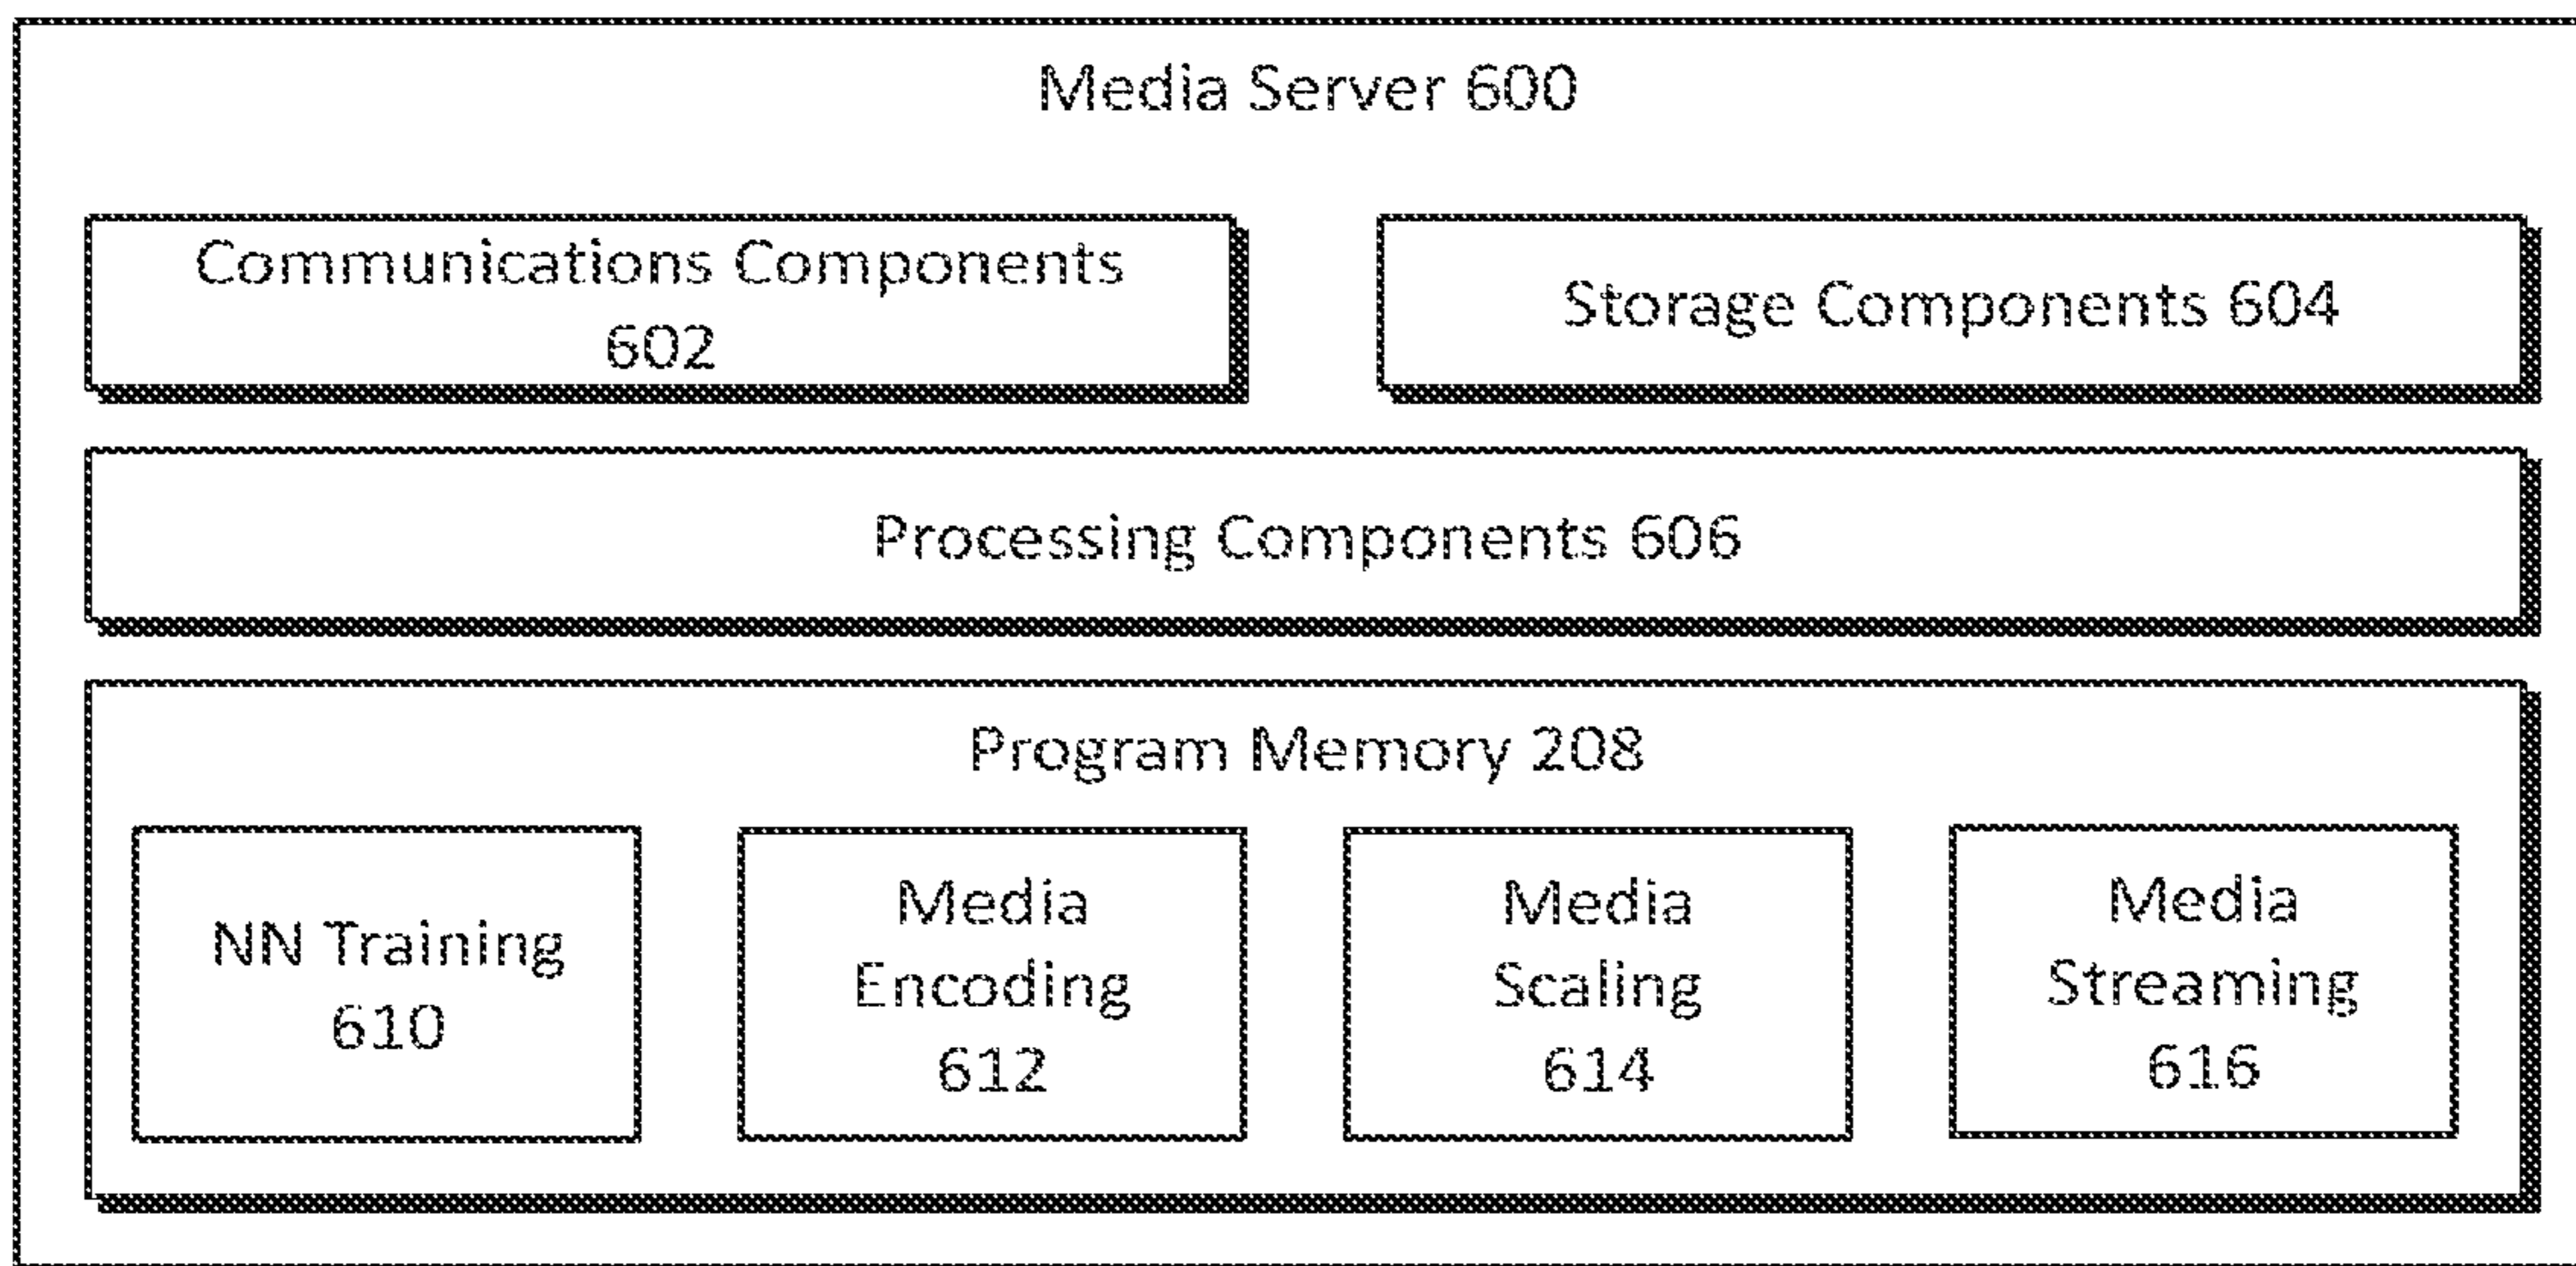 Media Server 600
Communications Components
602
Storage Components 604
Processing Components 606
Program Memory 208
NN Training
610
Media
Encoding
612
Media
Scaling
614
Media
Streaming
616